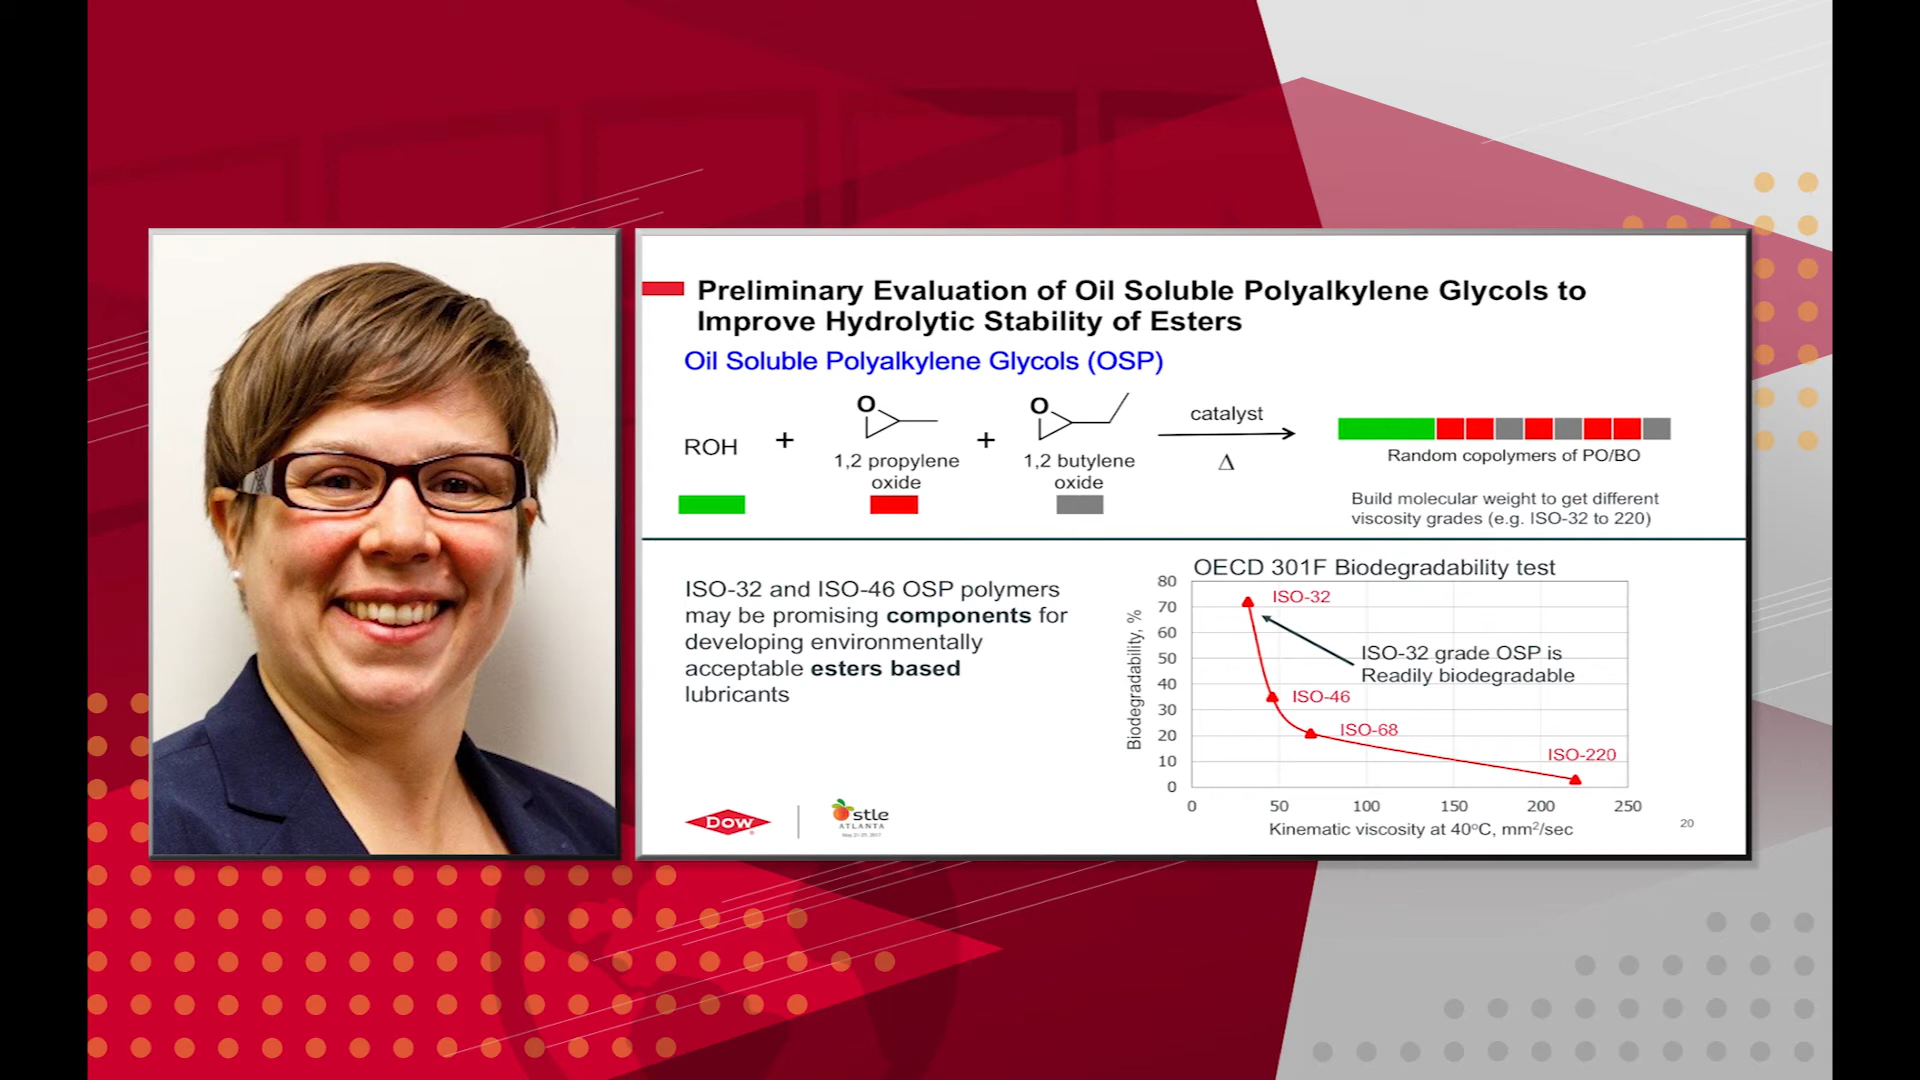 Preliminary Evaluation of Oil Soluble Polyalkylene Glycols to
Improve Hydrolytic Stability of Esters
Oil Soluble Polyalkylene Glycols (OSP)
ROH
+
O
1,2 propylene
oxide
+
O
1,2 butylene
oxide
catalyst
Δ
Random copolymers of PO/BO
Build molecular weight to get different
viscosity grades (e.g. ISO-32 to 220)
ISO-32 and ISO-46 OSP polymers
may be promising components for
developing environmentally
acceptable esters based
lubricants
OECD 301F Biodegradability test
Biodegradability, %
80
70
60
50
40
30
20
10
0
ISO-32
ISO-32 grade OSP is
Readily biodegradable
ISO-46
ISO-68
ISO-220
0 50 100 150 200 250
Kinematic viscosity at 40°C, mm²/sec
DOW
stle
ATLANTA
May 21-25, 2017
20